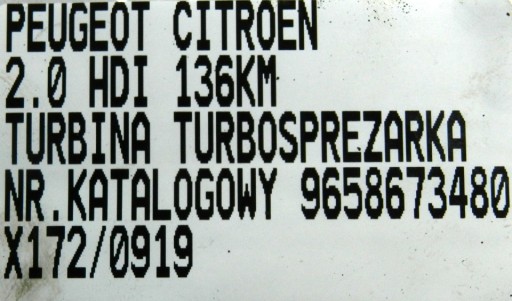 PEUGEOT CITROEN
2.0 HDI 136KM
TURBINA TURBOSPREZARKA
NR.KATALOGOWY 9658673480
X172/0919